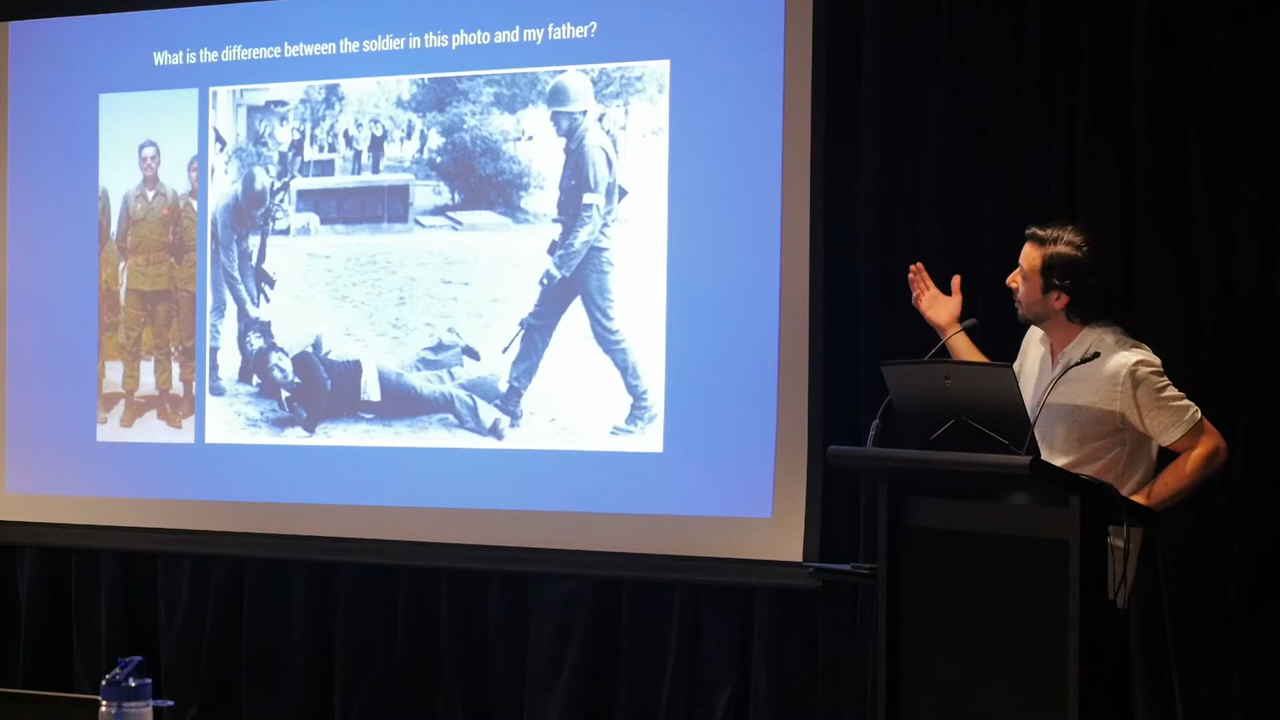 What is the difference between the soldier in this photo and my father?